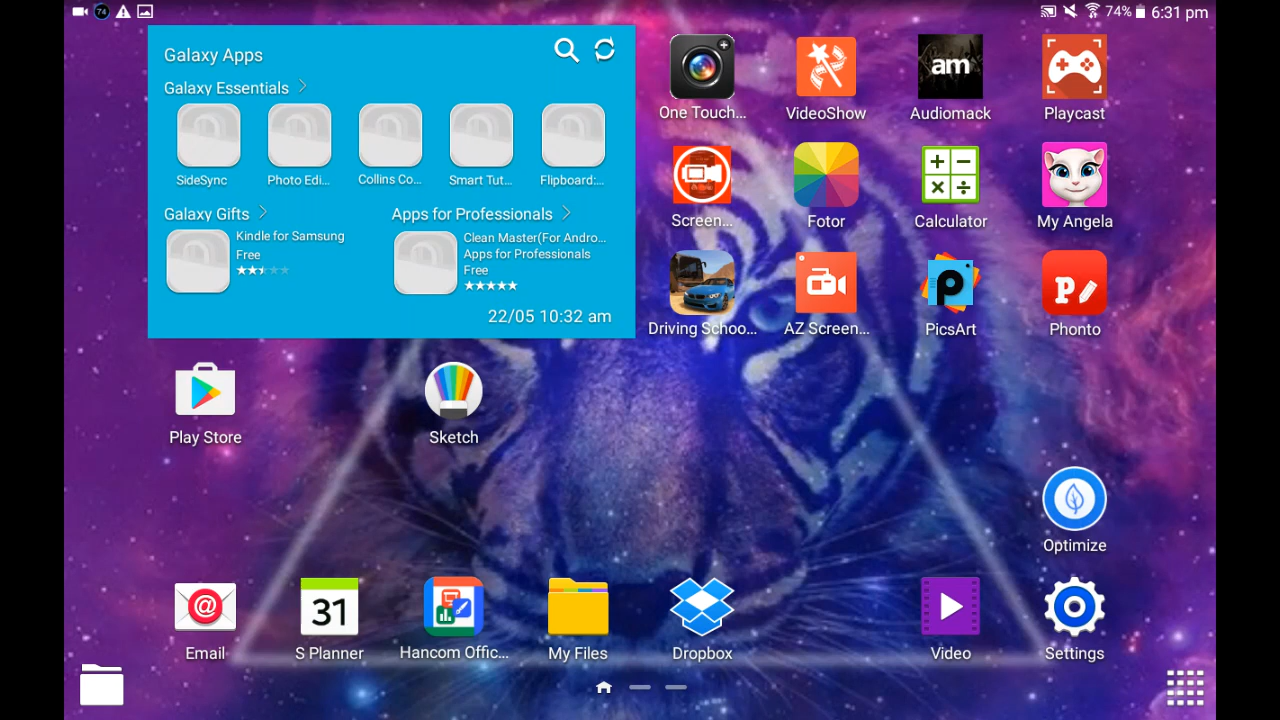 74
74%
6:31 pm
Galaxy Apps
Galaxy Essentials
SideSync
Photo Edi...
Collins Co...
Smart Tut...
Flipboard:...
Galaxy Gifts
Kindle for Samsung
Free
Apps for Professionals
Clean Master(For Andro...
Apps for Professionals
Free
22/05 10:32 am
One Touch...
VideoShow
am
Audiomack
Playcast
Screen...
Fotor
Calculator
My Angela
Driving Schoo...
AZ Screen...
PicsArt
Phonto
Play Store
Sketch
Optimize
Email
31
S Planner
Hancom Offic...
My Files
Dropbox
Video
Settings